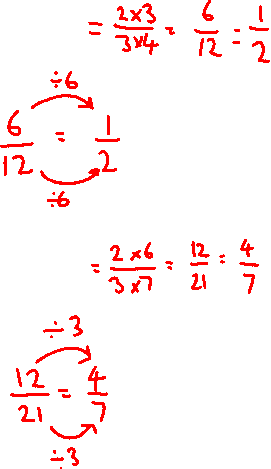 = 2×3/3×4 = 6/12 = 1/2
÷6
6/12 = 1/2
÷6
= 2×6/3×7 = 12/21 = 4/7
÷3
12/21 = 4/7
÷3